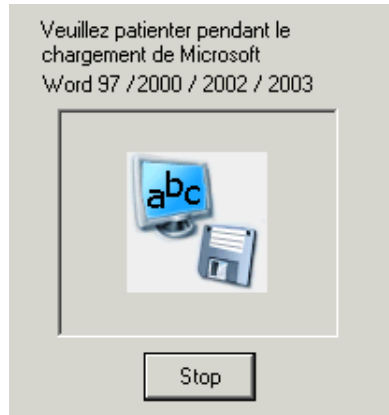 Veuillez patienter pendant le
chargement de Microsoft
Word 97 /2000 / 2002 / 2003
abc
Stop